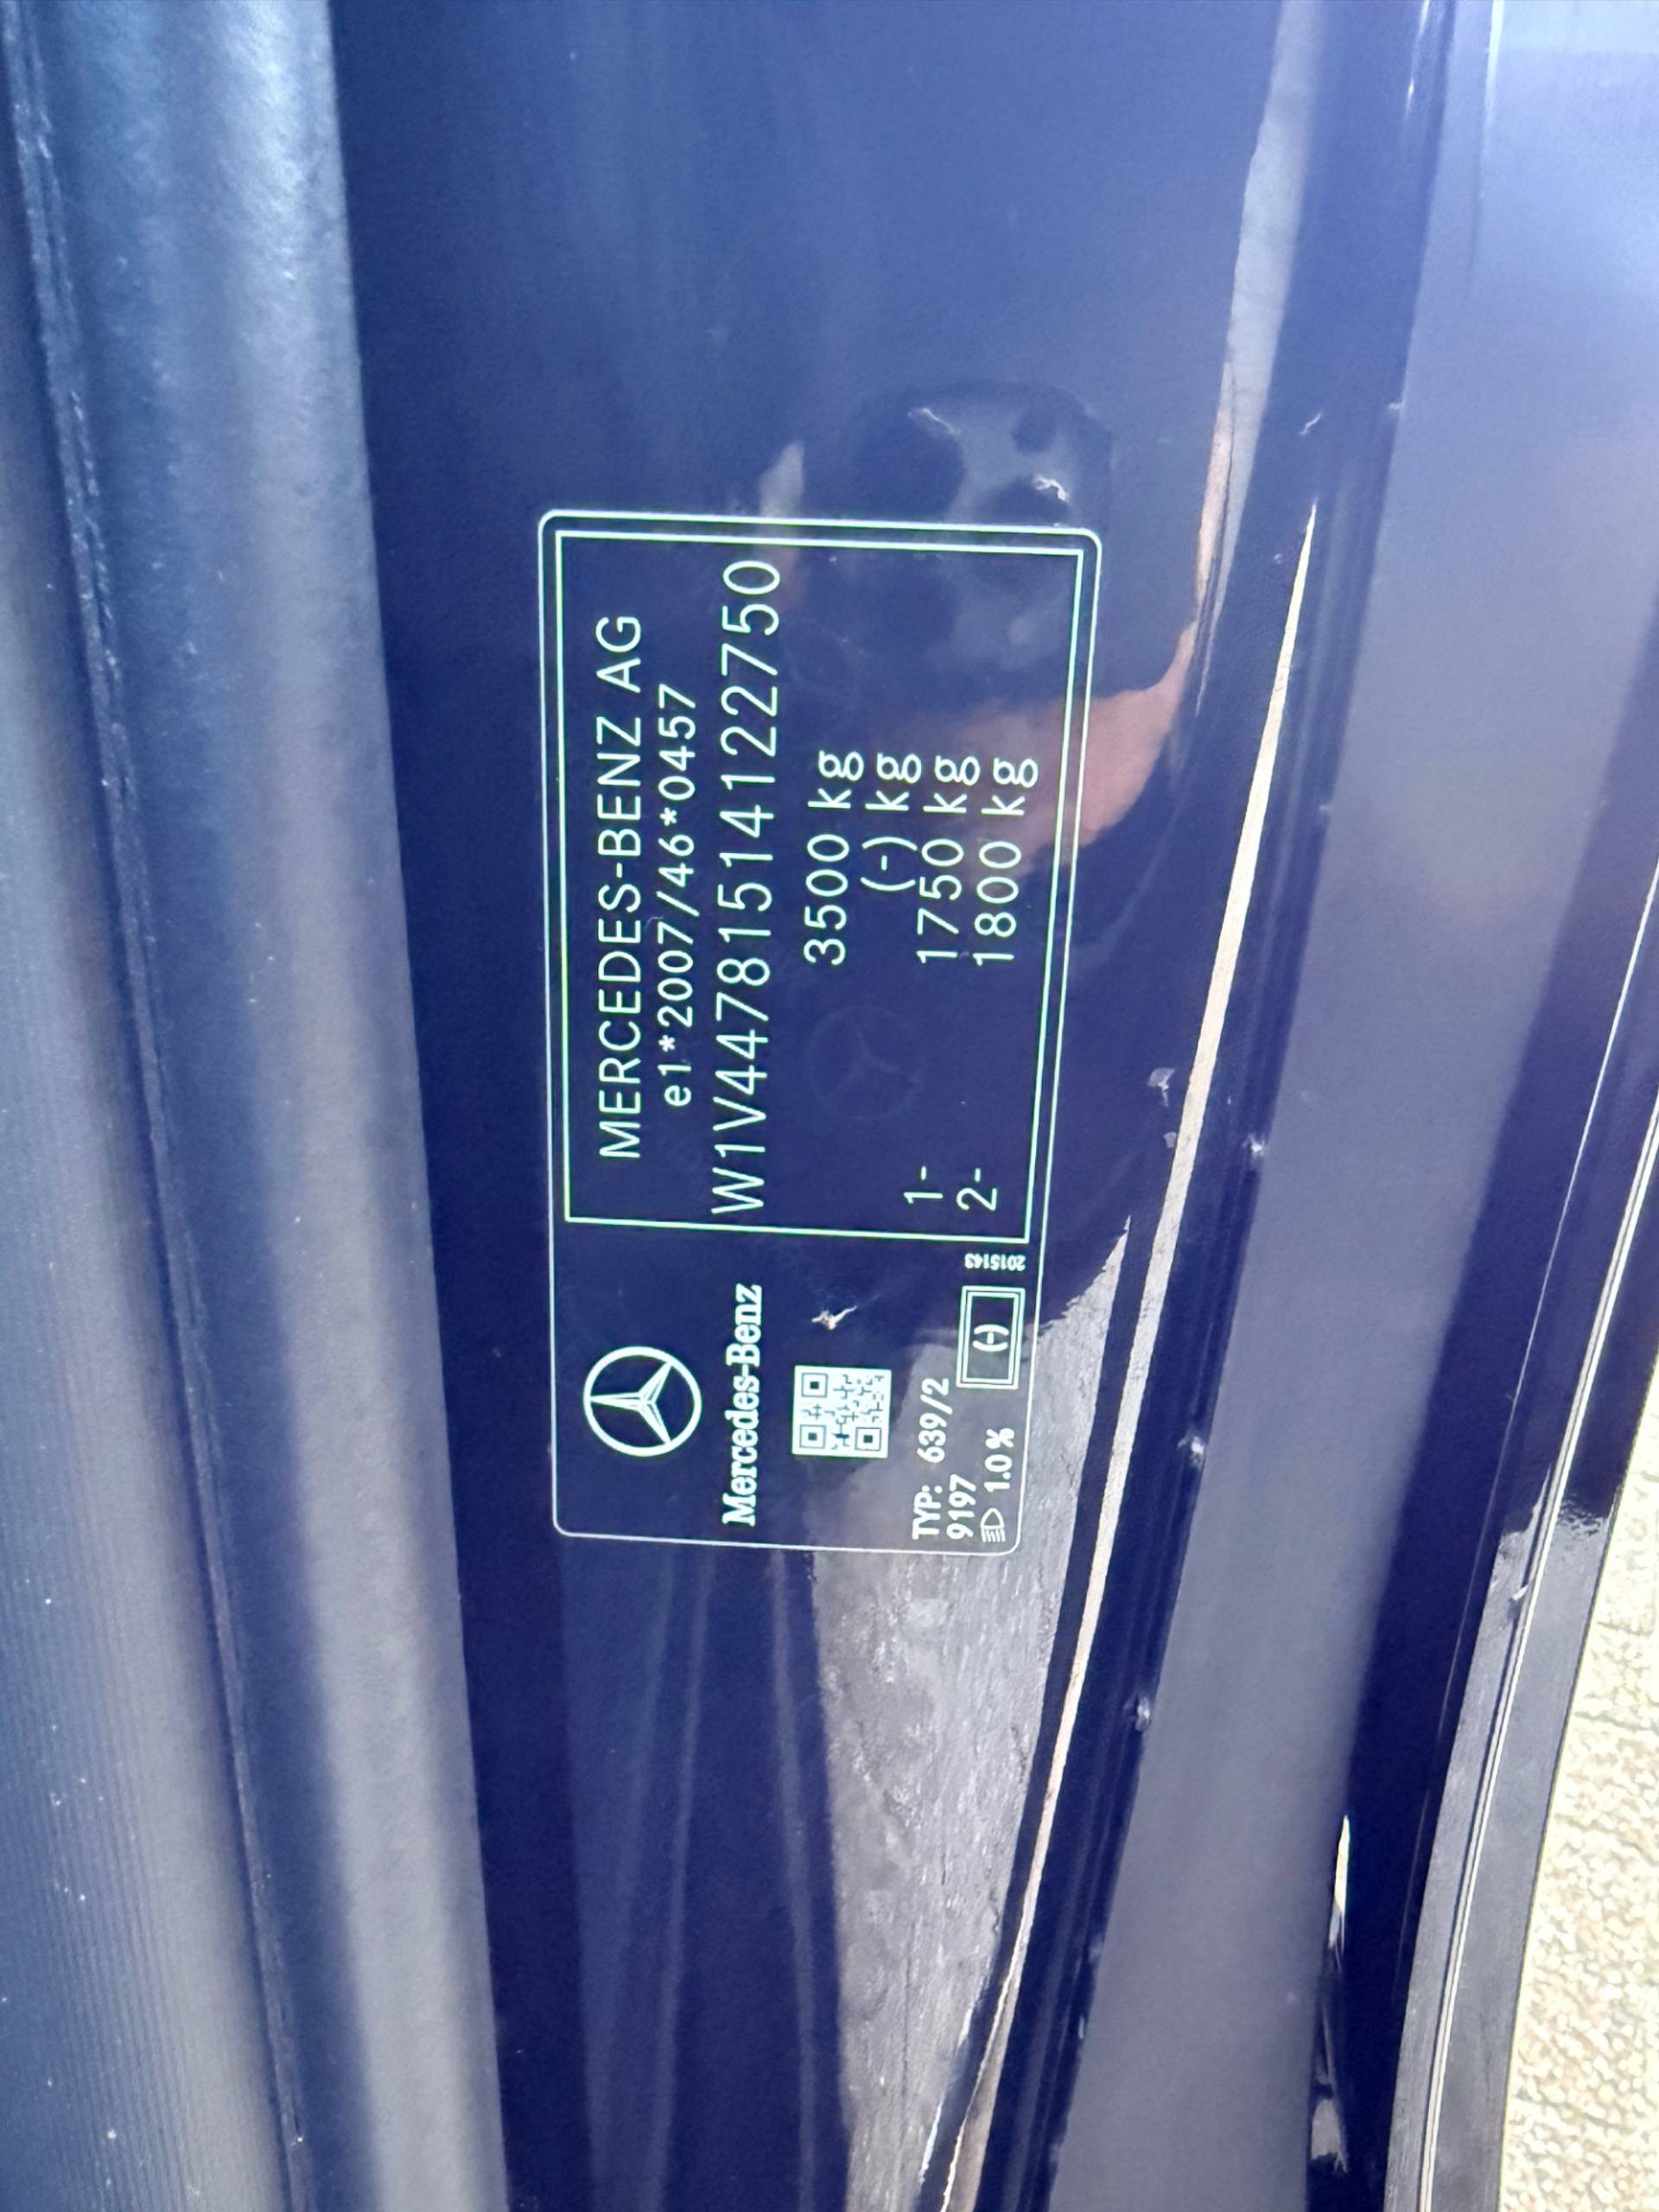 MERCEDES-BENZ AG
e1*2007/46*0457
W1V44781514122750
3500 kg
(-) kg
1- 1750 kg
2- 1800 kg
Mercedes-Benz
TYP: 639/2
9197
1.0 %
(-)
2015143